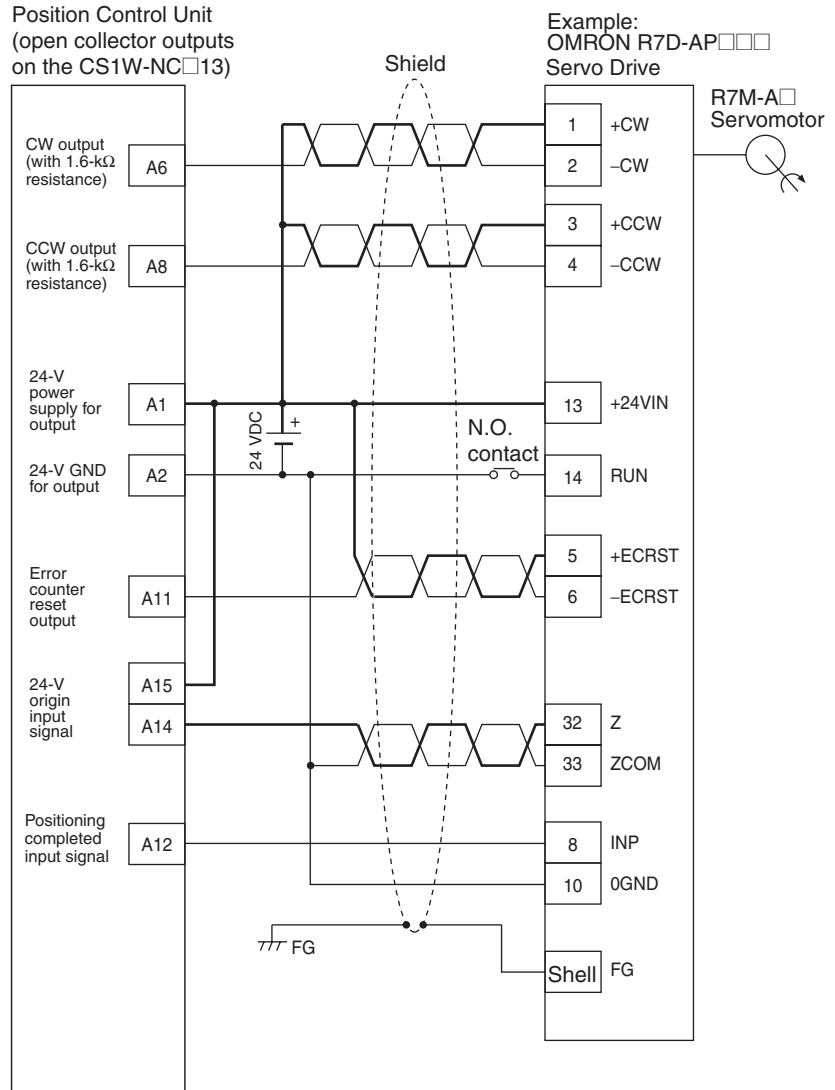 Position Control Unit
(open collector outputs
on the CS1W-NC□13)
Shield
Example:
OMRON R7D-AP□□□
Servo Drive
R7M-A□
Servomotor
CW output
(with 1.6-kΩ
resistance)
A6
1
+CW
2
−CW
CCW output
(with 1.6-kΩ
resistance)
A8
3
+CCW
4
−CCW
24-V
power
supply for
output
A1
24 VDC
+
N.O.
contact
13
+24VIN
24-V GND
for output
A2
14
RUN
Error
counter
reset
output
A11
5
+ECRST
6
−ECRST
24-V
origin
input
signal
A15
A14
32
Z
33
ZCOM
Positioning
completed
input signal
A12
8
INP
10
0GND
FG
Shell
FG